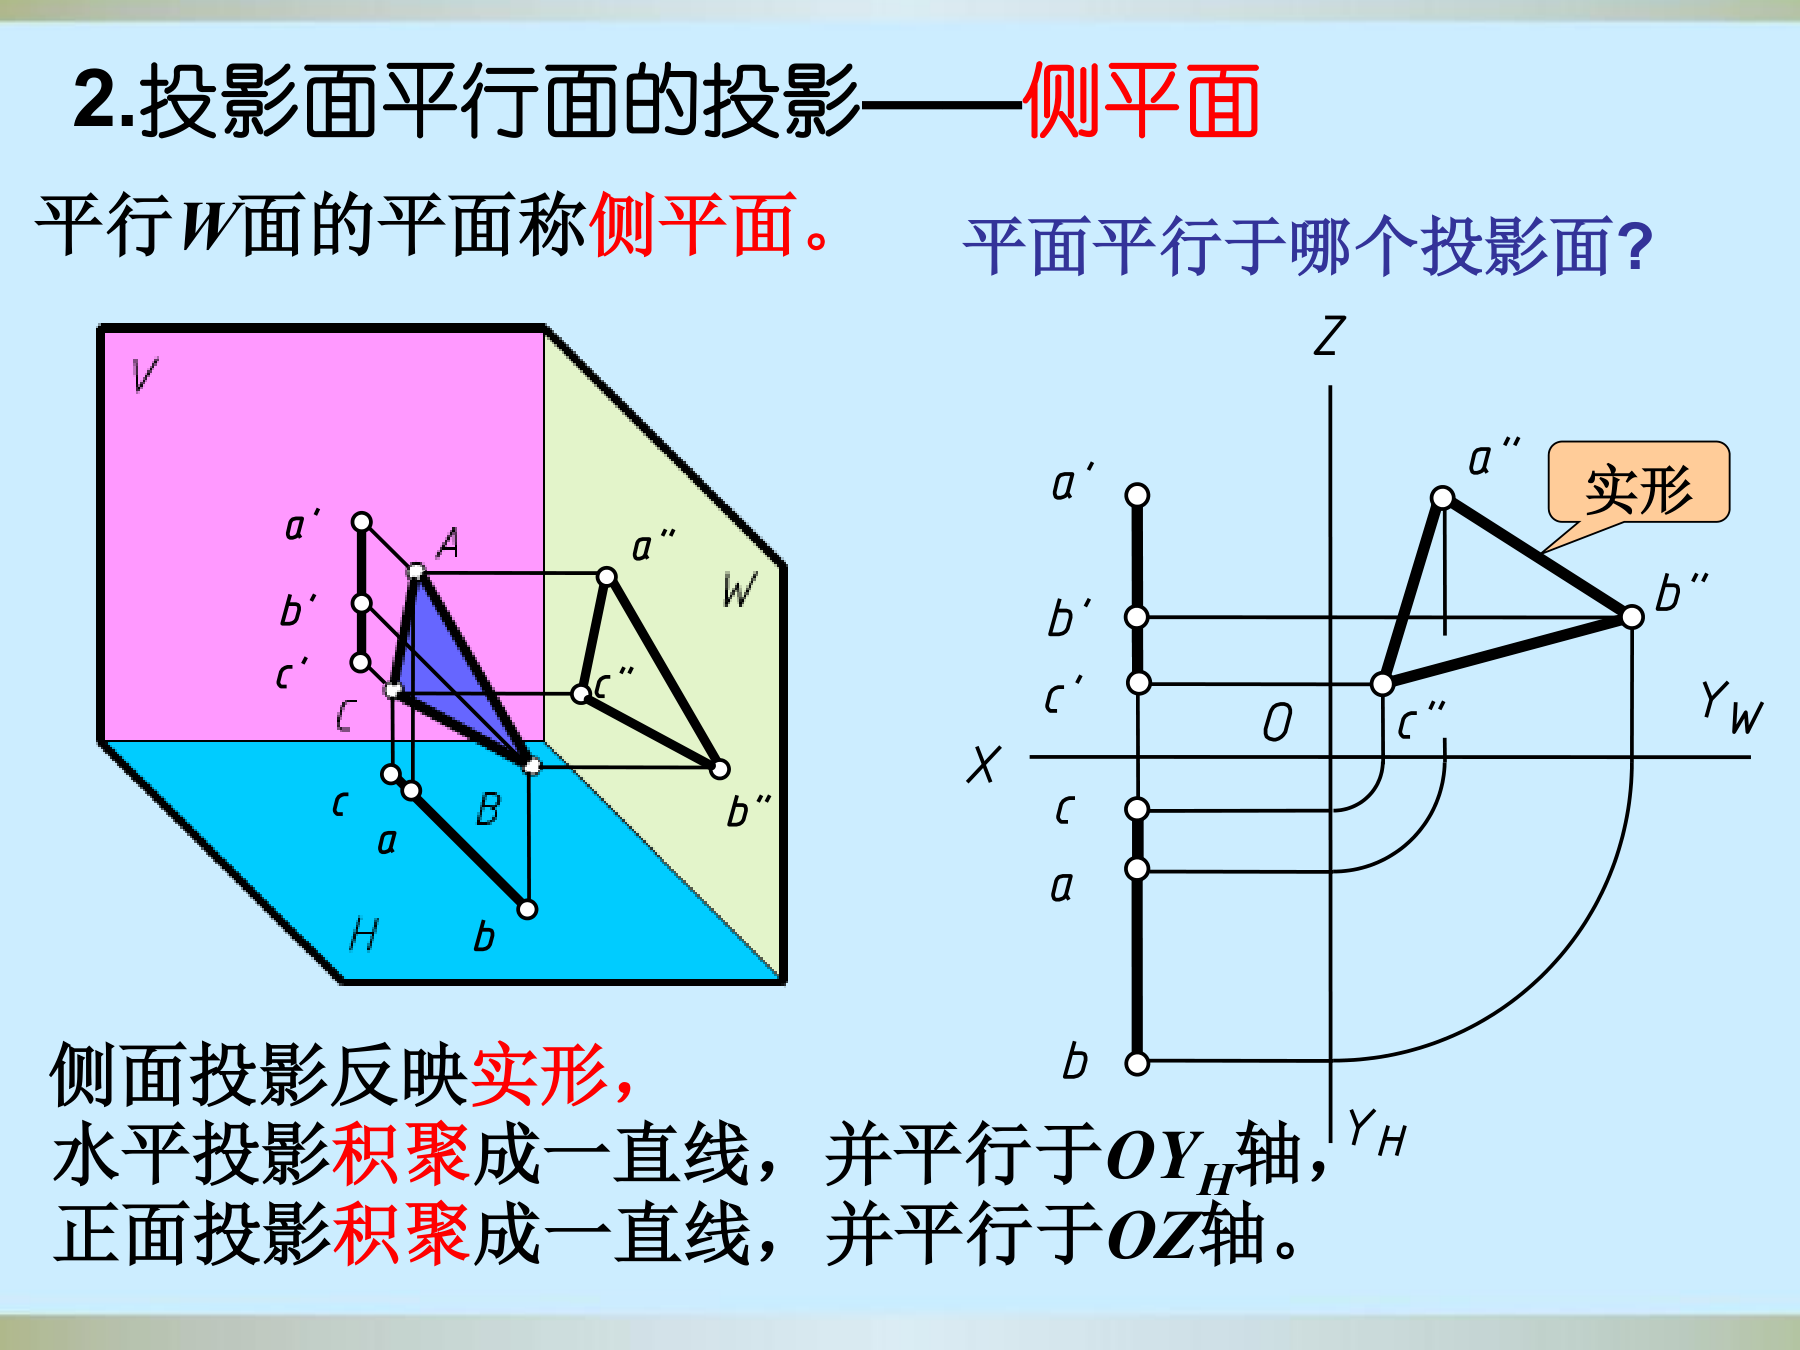 2.投影面平行面的投影——侧平面
平行W面的平面称侧平面。
平面平行于哪个投影面?
V
a′
b′
c′
A
C
B
W
a″
c″
b″
c
a
b
H
Z
a′
a″
实形
b′
b″
c′
c″
O
X
Y_W
c
a
b
Y_H
侧面投影反映实形，
水平投影积聚成一直线，并平行于OY_H轴，
正面投影积聚成一直线，并平行于OZ轴。